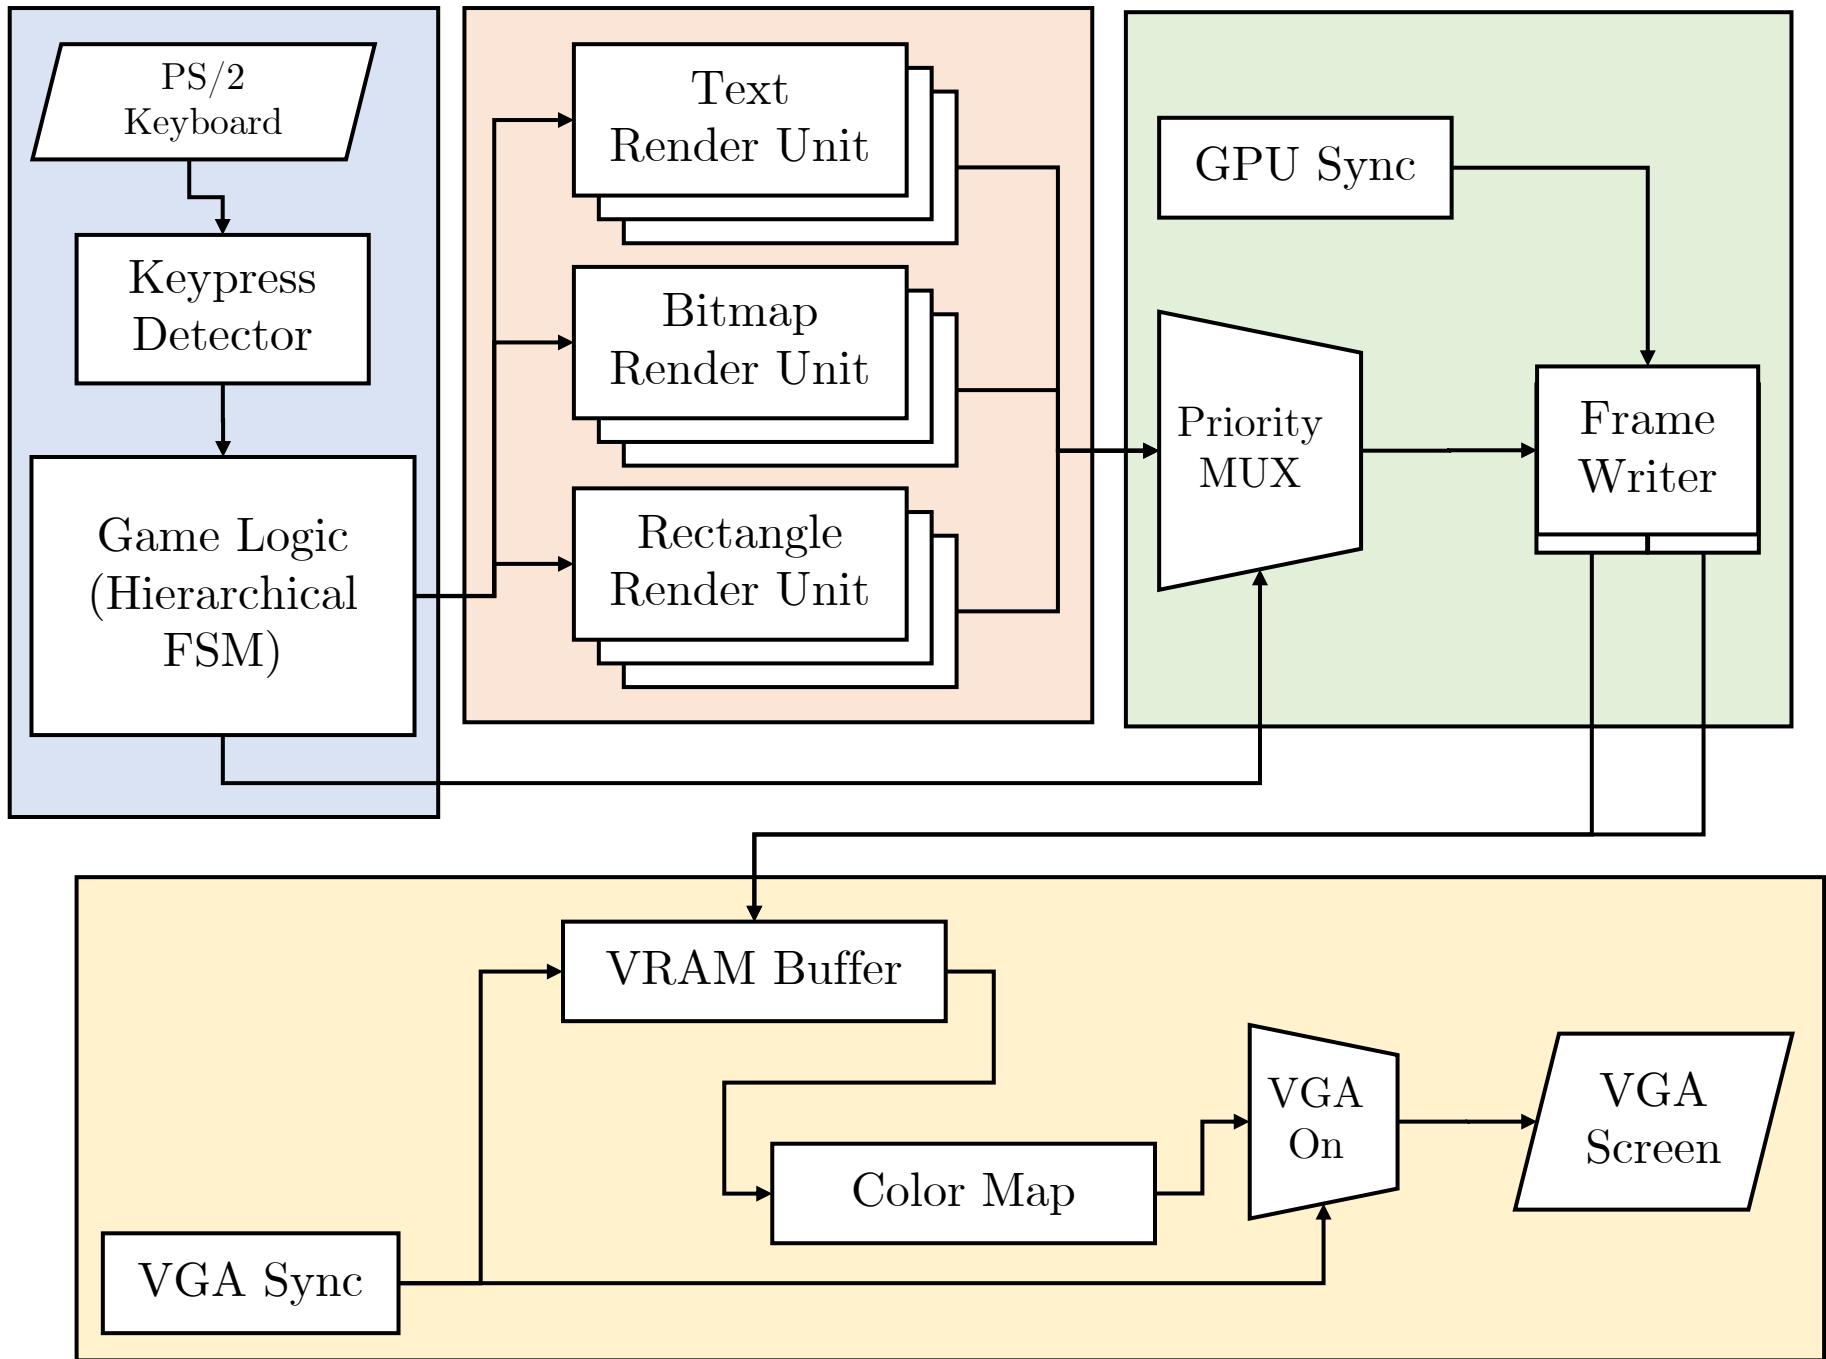 PS/2
Keyboard
Keypress
Detector
Game Logic
(Hierarchical
FSM)
Text
Render Unit
Bitmap
Render Unit
Rectangle
Render Unit
GPU Sync
Priority
MUX
Frame
Writer
VRAM Buffer
Color Map
VGA
On
VGA
Screen
VGA Sync